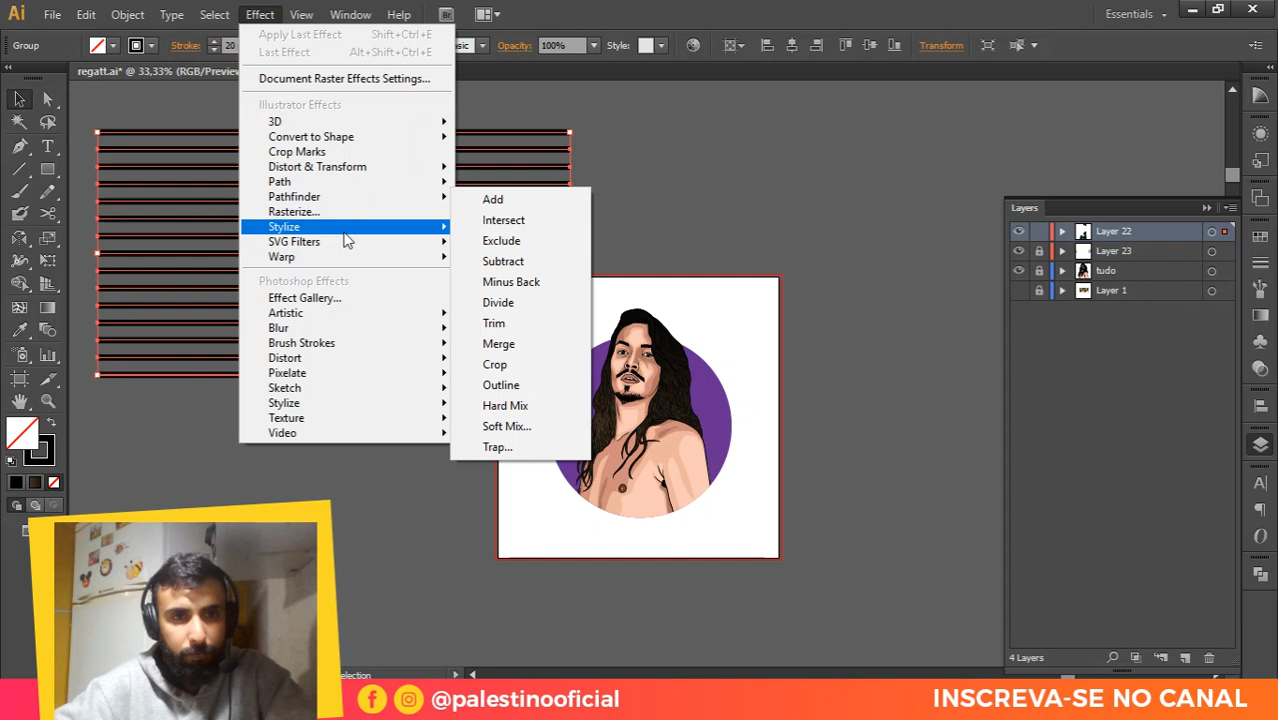 Ai File Edit Object Type Select Effect View Window Help Br Essentials
Group Stroke: 20 asic Opacity: 100% Style: Transform
regatt.ai* @ 33,33% (RGB/Preview
Apply Last Effect Shift+Ctrl+E
Last Effect Alt+Shift+Ctrl+E
Document Raster Effects Settings...
Illustrator Effects
3D
Convert to Shape
Crop Marks
Distort & Transform
Path
Pathfinder
Rasterize...
Stylize
SVG Filters
Warp
Photoshop Effects
Effect Gallery...
Artistic
Blur
Brush Strokes
Distort
Pixelate
Sketch
Stylize
Texture
Video
Add
Intersect
Exclude
Subtract
Minus Back
Divide
Trim
Merge
Crop
Outline
Hard Mix
Soft Mix...
Trap...
Layers
Layer 22
Layer 23
tudo
Layer 1
4 Layers
election
@palestinooficial
INSCREVA-SE NO CANAL